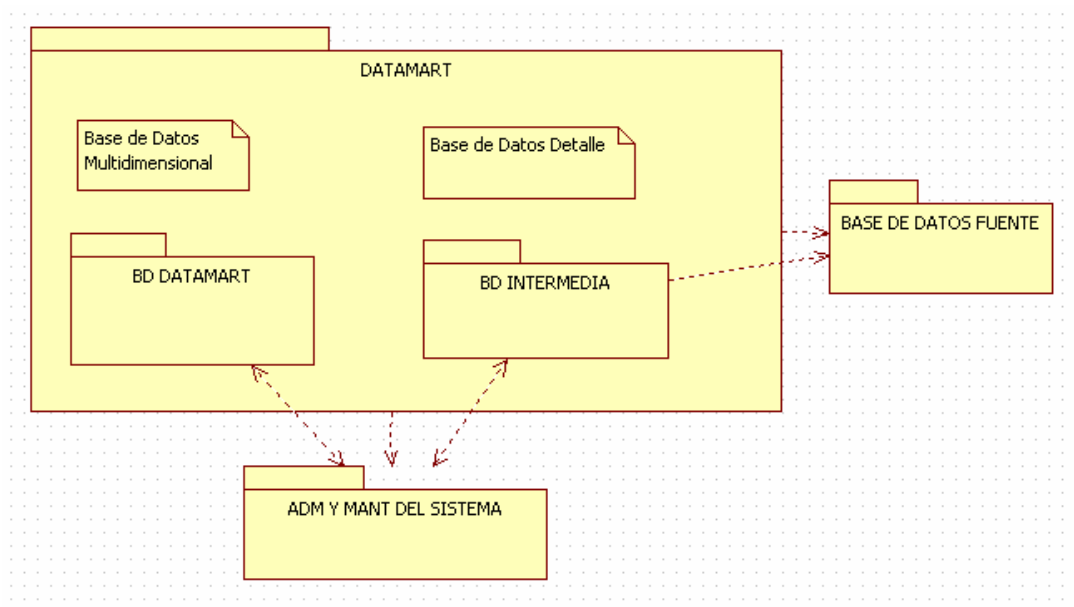 DATAMART
Base de Datos
Multidimensional
Base de Datos Detalle
BASE DE DATOS FUENTE
BD DATAMART
BD INTERMEDIA
ADM Y MANT DEL SISTEMA